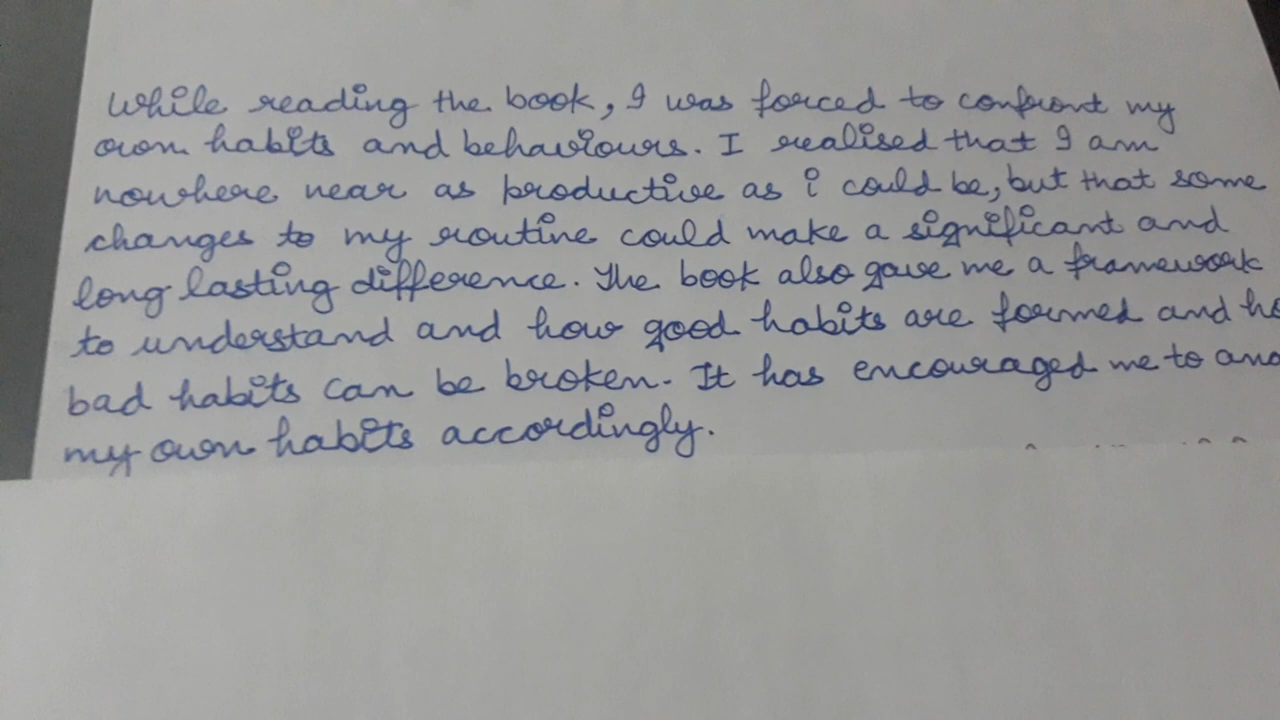 While reading the book, I was forced to confront my
own habits and behaviours. I realised that I am
nowhere near as productive as i could be, but that some
changes to my routine could make a significant and
long lasting difference. The book also gave me a framework
to understand and how good habits are formed and
bad habits can be broken. It has encouraged me to
my own habits accordingly.